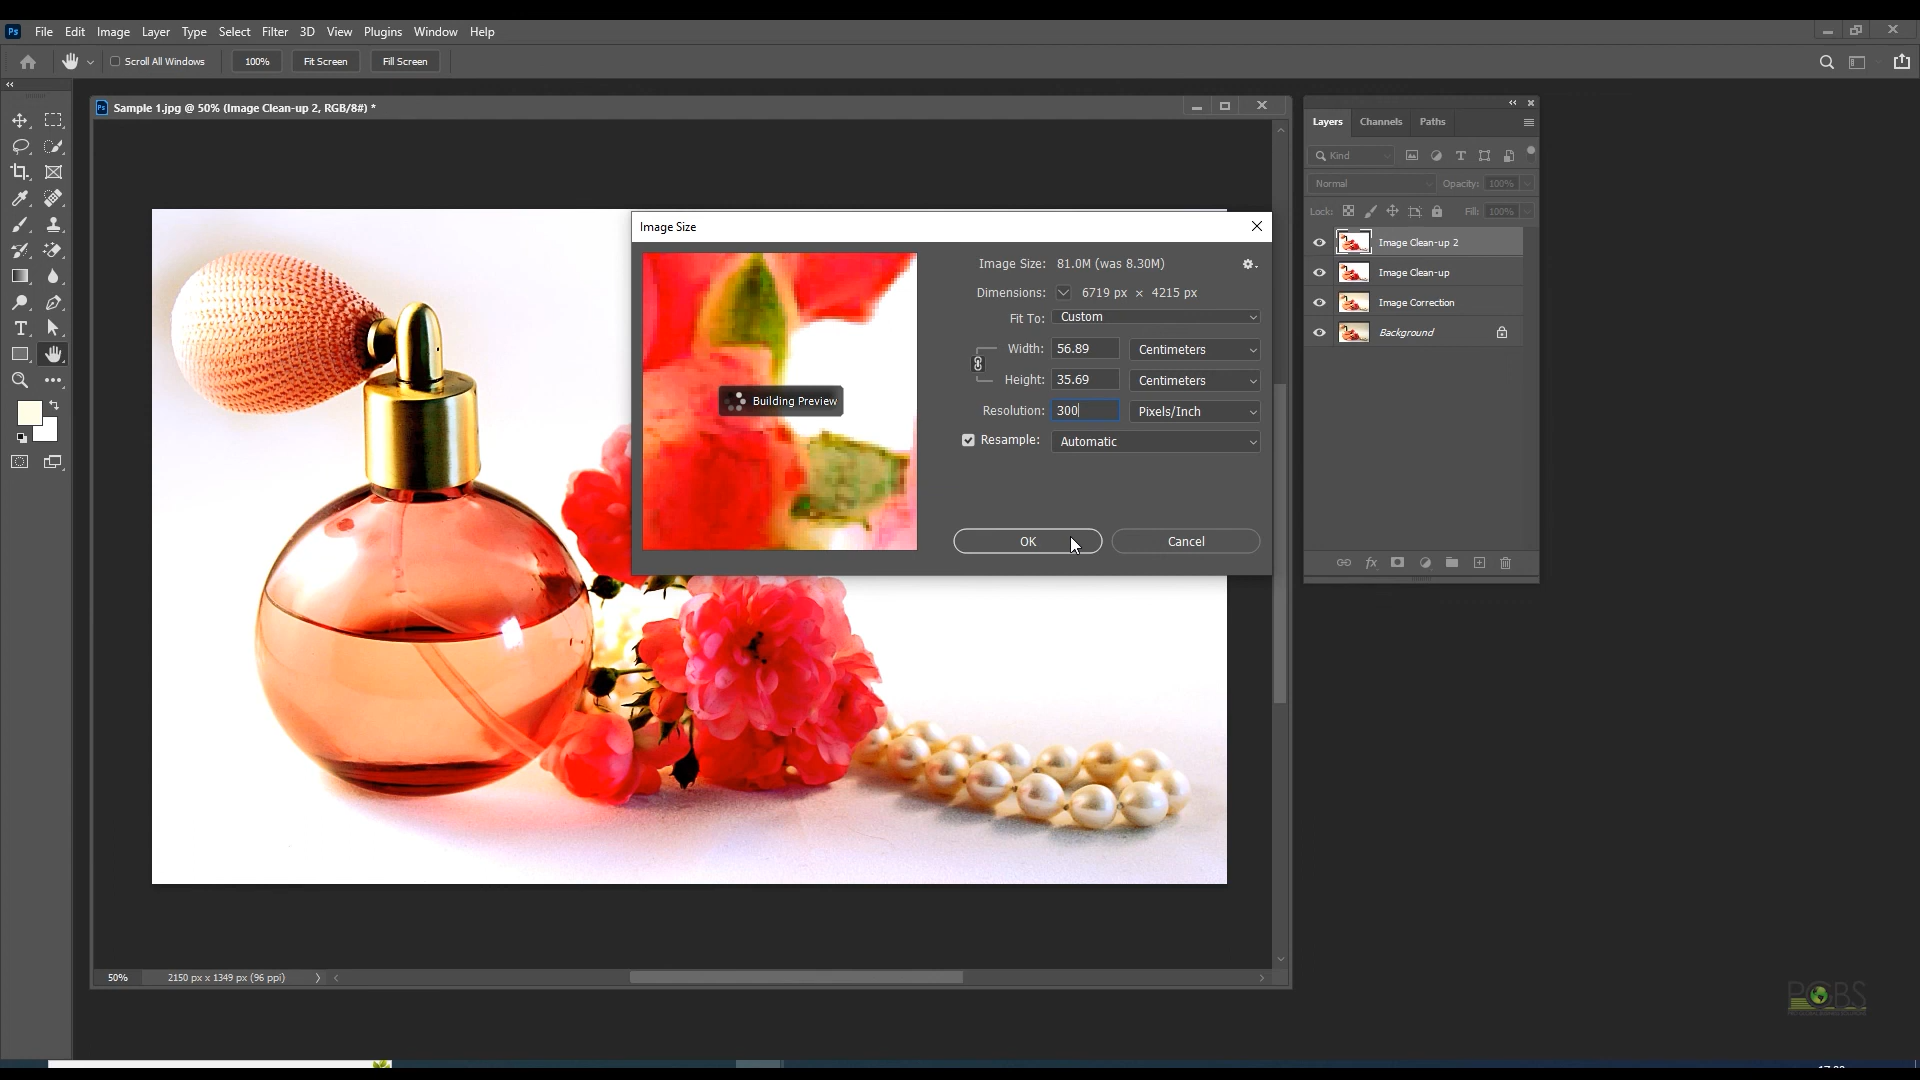 Ps File Edit Image Layer Type Select Filter 3D View Plugins Window Help
Scroll All Windows 100% Fit Screen Fill Screen
Ps Sample 1.jpg @ 50% (Image Clean-up 2, RGB/8#) *
Image Size
Building Preview
Image Size: 81.0M (was 8.30M)
Dimensions: 6719 px × 4215 px
Fit To: Custom
Width: 56.89 Centimeters
Height: 35.69 Centimeters
Resolution: 300 Pixels/Inch
Resample: Automatic
OK Cancel
50% 2150 px x 1349 px (96 ppi)
Layers Channels Paths
Kind
Normal Opacity: 100%
Lock: Fill: 100%
Image Clean-up 2
Image Clean-up
Image Correction
Background
fx